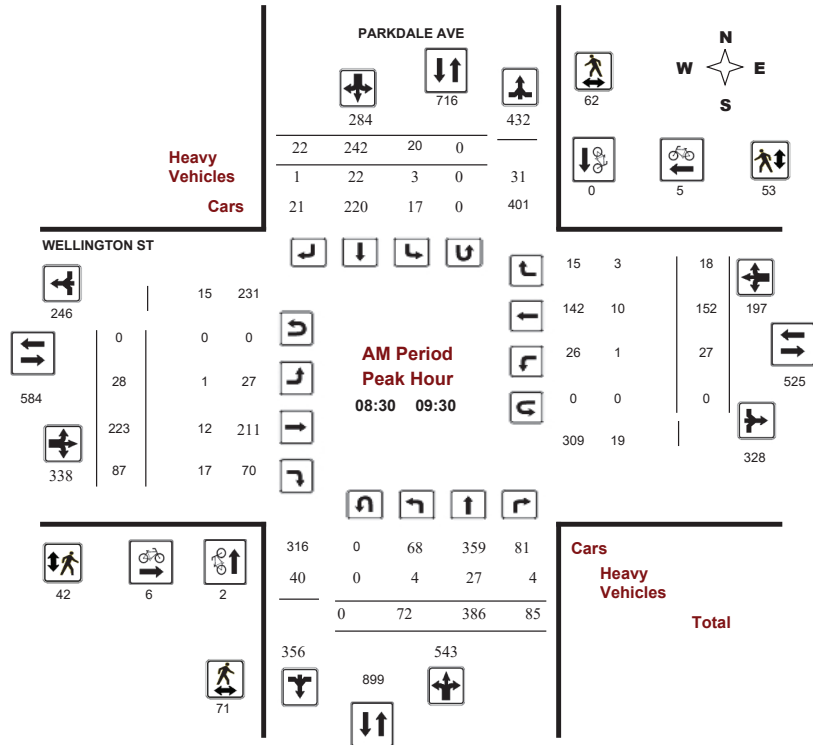 PARKDALE AVE
N
W E
S
716
62
284 432
22 242 20 0
Heavy
Vehicles
1 22 3 0 31
0 5 53
Cars 21 220 17 0 401
WELLINGTON ST
15 3 18
246 15 231
142 10 152 197
0 0 0
AM Period
26 1 27
Peak Hour
28 1 27
525
584
08:30 09:30
0 0 0
223 12 211
309 19
328
338 87 17 70
316 0 68 359 81 Cars
40 0 4 27 4 Heavy
Vehicles
42 6 2
0 72 386 85 Total
356 543
899
71